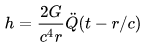 h = \frac{2G}{c^4 r} \ddot{Q}(t - r/c)